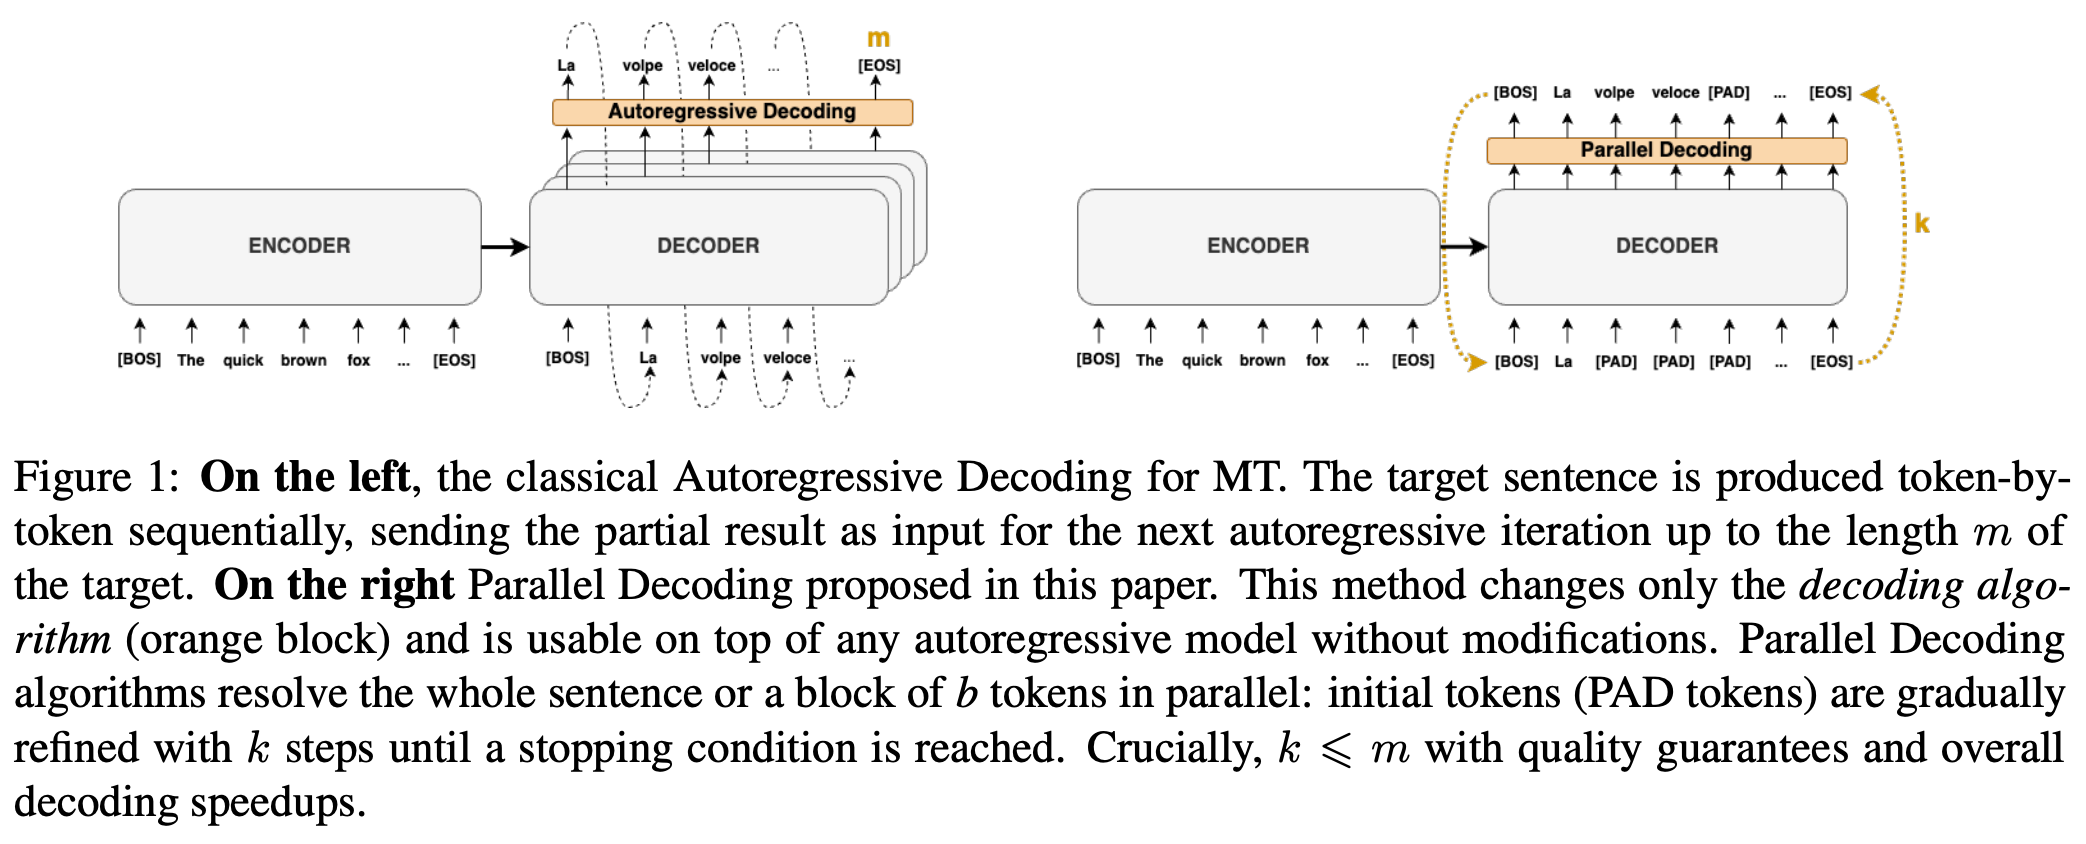 m
La volpe veloce ... [EOS]
Autoregressive Decoding
ENCODER
DECODER
[BOS] The quick brown fox ... [EOS]
[BOS] La volpe veloce ...
[BOS] La volpe veloce [PAD] ... [EOS]
Parallel Decoding
k
ENCODER
DECODER
[BOS] The quick brown fox ... [EOS]
[BOS] La [PAD] [PAD] [PAD] ... [EOS]
Figure 1: On the left, the classical Autoregressive Decoding for MT. The target sentence is produced token-by-
token sequentially, sending the partial result as input for the next autoregressive iteration up to the length m of
the target. On the right Parallel Decoding proposed in this paper. This method changes only the decoding algo-
rithm (orange block) and is usable on top of any autoregressive model without modifications. Parallel Decoding
algorithms resolve the whole sentence or a block of b tokens in parallel: initial tokens (PAD tokens) are gradually
refined with k steps until a stopping condition is reached. Crucially, k ⩽ m with quality guarantees and overall
decoding speedups.